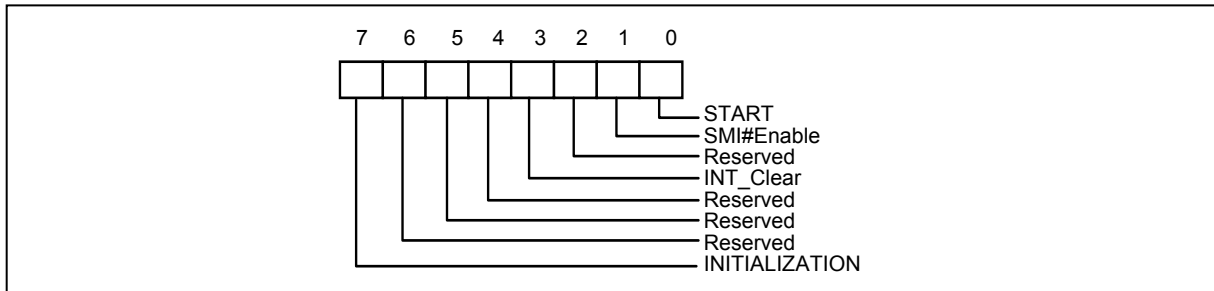 7 6 5 4 3 2 1 0
START
SMI#Enable
Reserved
INT_Clear
Reserved
Reserved
Reserved
INITIALIZATION